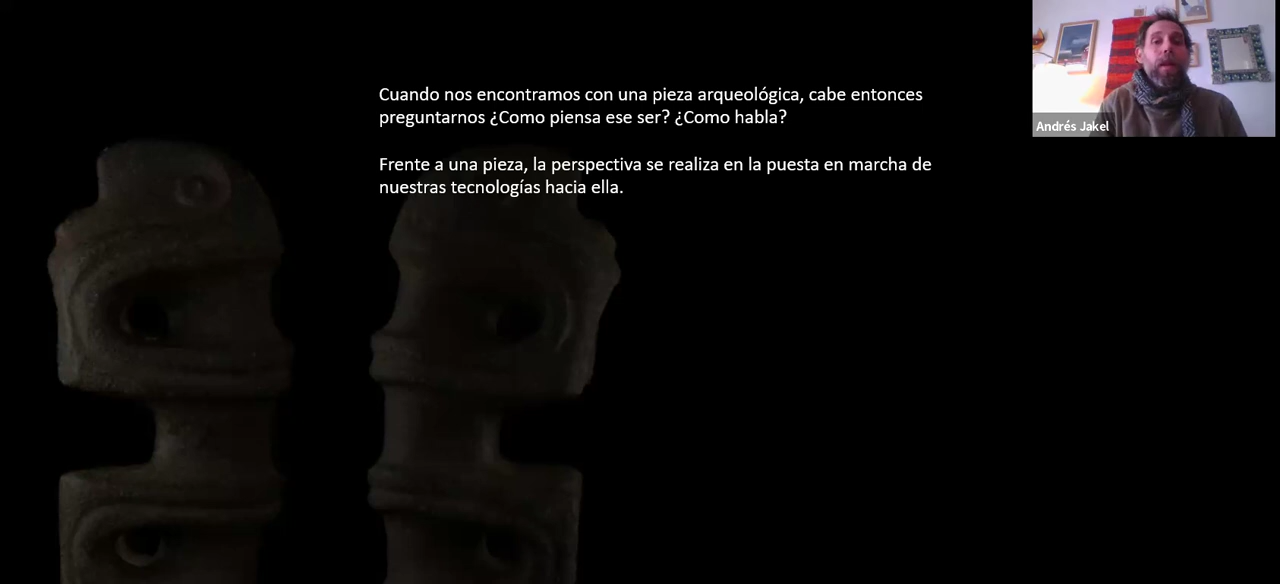 Cuando nos encontramos con una pieza arqueológica, cabe entonces
preguntarnos ¿Como piensa ese ser? ¿Como habla?
Frente a una pieza, la perspectiva se realiza en la puesta en marcha de
nuestras tecnologías hacia ella.
Andrés Jakel